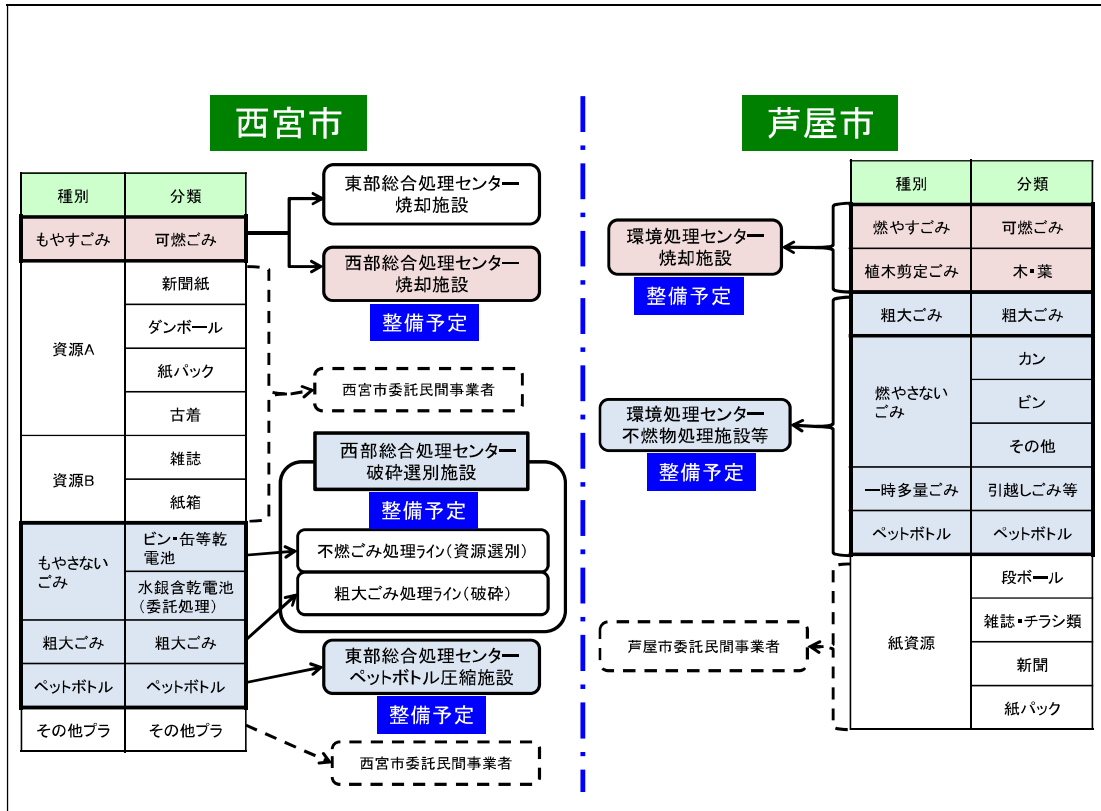 西宮市
種別
分類
もやすごみ
可燃ごみ
資源A
新聞紙
ダンボール
紙パック
古着
資源B
雑誌
紙箱
もやさない
ごみ
ビン・缶等乾
電池
水銀含乾電池
(委託処理)
粗大ごみ
粗大ごみ
ペットボトル
ペットボトル
その他プラ
その他プラ
東部総合処理センター
焼却施設
西部総合処理センター
焼却施設
整備予定
西宮市委託民間事業者
西部総合処理センター
破砕選別施設
整備予定
不燃ごみ処理ライン(資源選別)
粗大ごみ処理ライン(破砕)
東部総合処理センター
ペットボトル圧縮施設
整備予定
西宮市委託民間事業者
芦屋市
環境処理センター
焼却施設
整備予定
環境処理センター
不燃物処理施設等
整備予定
芦屋市委託民間事業者
種別
分類
燃やすごみ
可燃ごみ
植木剪定ごみ
木・葉
粗大ごみ
粗大ごみ
燃やさない
ごみ
カン
ビン
その他
一時多量ごみ
引越しごみ等
ペットボトル
ペットボトル
紙資源
段ボール
雑誌・チラシ類
新聞
紙パック